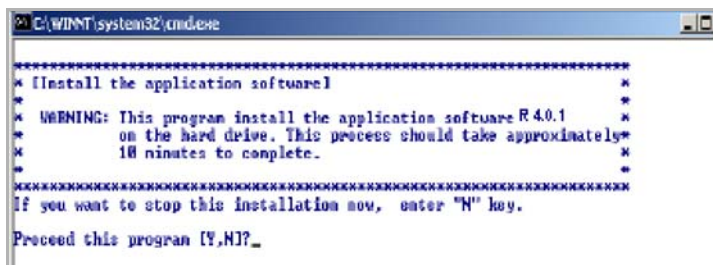 C:\WINNT\system32\cmd.exe
*****************************************************************************
* [Install the application software] *
* *
* WARNING: This program install the application software R 4.0.1 *
* on the hard drive. This process should take approximately*
* 10 minutes to complete. *
* *
*****************************************************************************
If you want to stop this installation now, enter "N" key.
Proceed this program [Y,N]?_